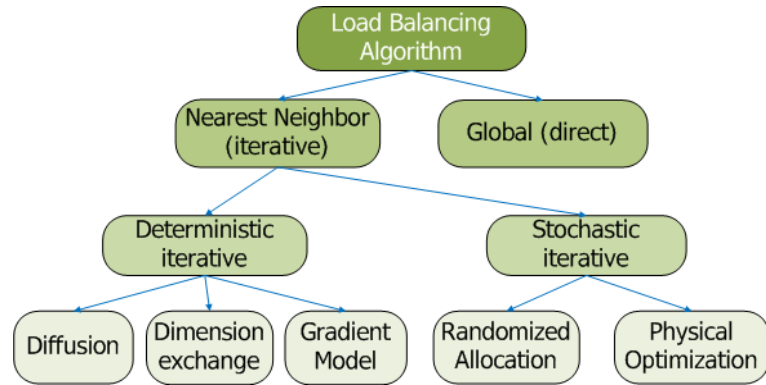 Load Balancing
Algorithm
Nearest Neighbor
(iterative)
Global (direct)
Deterministic
iterative
Stochastic
iterative
Diffusion
Dimension
exchange
Gradient
Model
Randomized
Allocation
Physical
Optimization